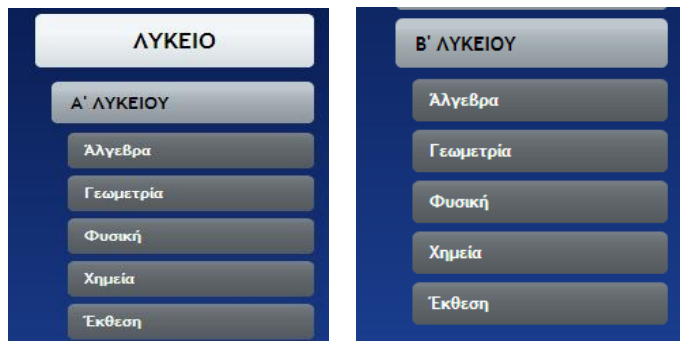 ΛΥΚΕΙΟ
Α' ΛΥΚΕΙΟΥ
Άλγεβρα
Γεωμετρία
Φυσική
Χημεία
Έκθεση
Β' ΛΥΚΕΙΟΥ
Άλγεβρα
Γεωμετρία
Φυσική
Χημεία
Έκθεση